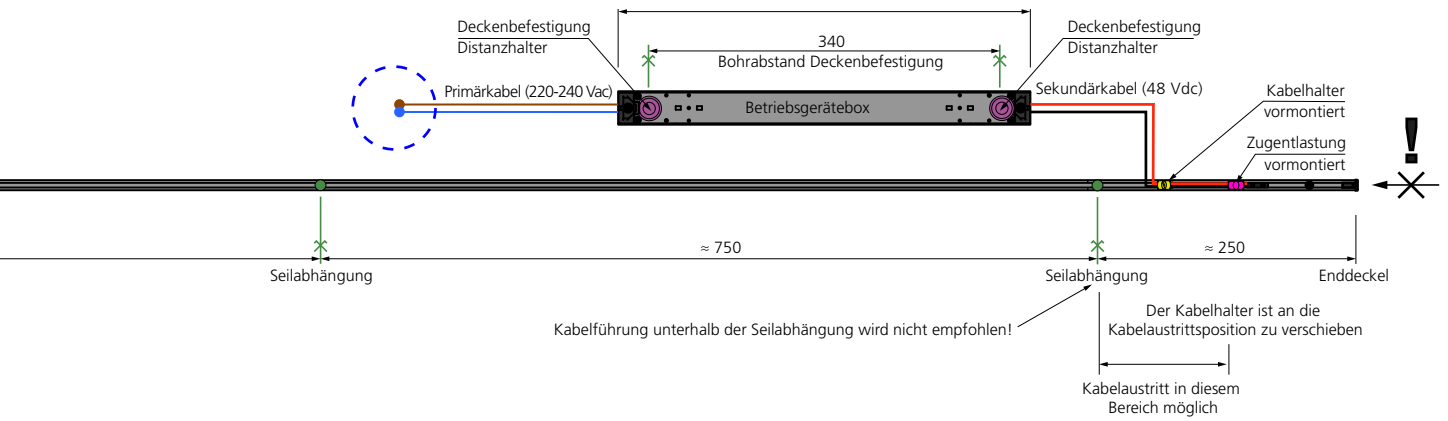 Deckenbefestigung
Distanzhalter
Deckenbefestigung
Distanzhalter
340
Bohrabstand Deckenbefestigung
Primärkabel (220-240 Vac)
Betriebsgerätebox
Sekundärkabel (48 Vdc)
Kabelhalter
vormontiert
Zugentlastung
vormontiert
!
≈ 750
≈ 250
Seilabhängung
Seilabhängung
Enddeckel
Kabelführung unterhalb der Seilabhängung wird nicht empfohlen!
Der Kabelhalter ist an die
Kabelaustrittsposition zu verschieben
Kabelaustritt in diesem
Bereich möglich